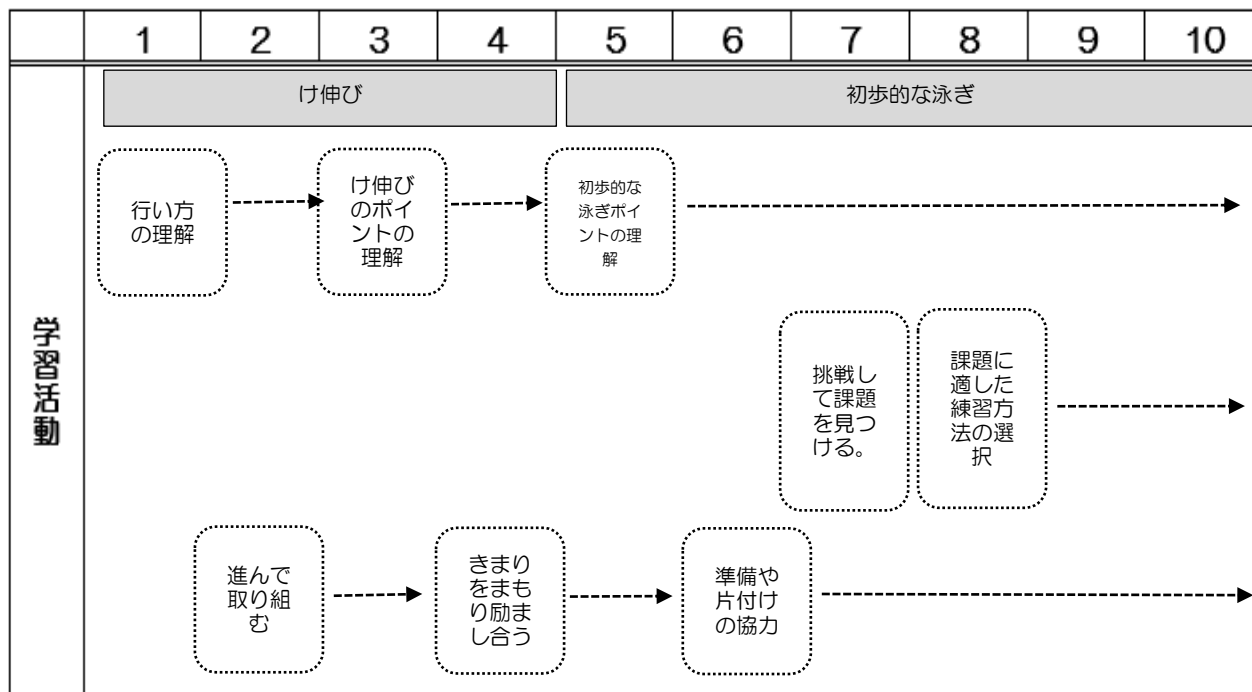 1 2 3 4 5 6 7 8 9 10
け伸び
初歩的な泳ぎ
学習活動
行い方
の理解
け伸び
のポイ
ントの
理解
初歩的な
泳ぎポイ
ントの理
解
挑戦し
て課題
を見つ
ける。
課題に
適した
練習方
法の選
択
進んで
取り組
む
きまり
をまも
り励ま
し合う
準備や
片付け
の協力